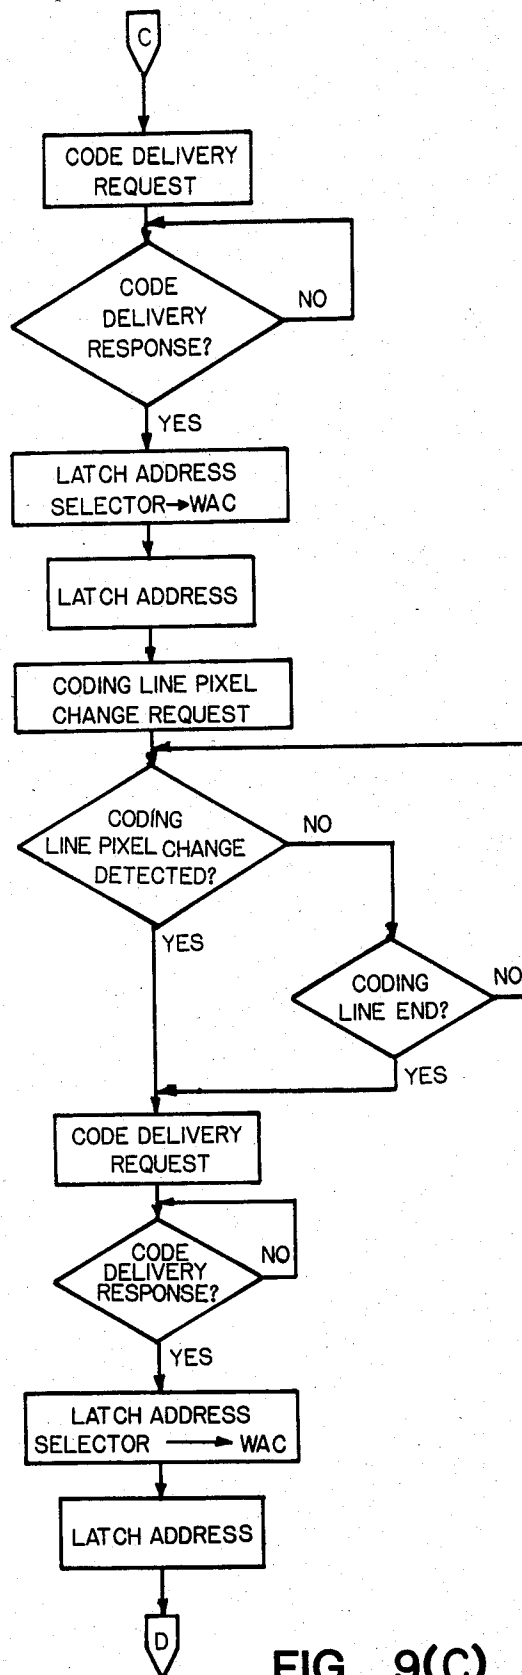 C
CODE DELIVERY
REQUEST
CODE
DELIVERY
RESPONSE?
NO
YES
LATCH ADDRESS
SELECTOR→WAC
LATCH ADDRESS
CODING LINE PIXEL
CHANGE REQUEST
CODING
LINE PIXEL CHANGE
DETECTED?
NO
YES
CODING
LINE END?
NO
YES
CODE DELIVERY
REQUEST
CODE
DELIVERY
RESPONSE?
NO
YES
LATCH ADDRESS
SELECTOR → WAC
LATCH ADDRESS
D
FIG. 9(C)